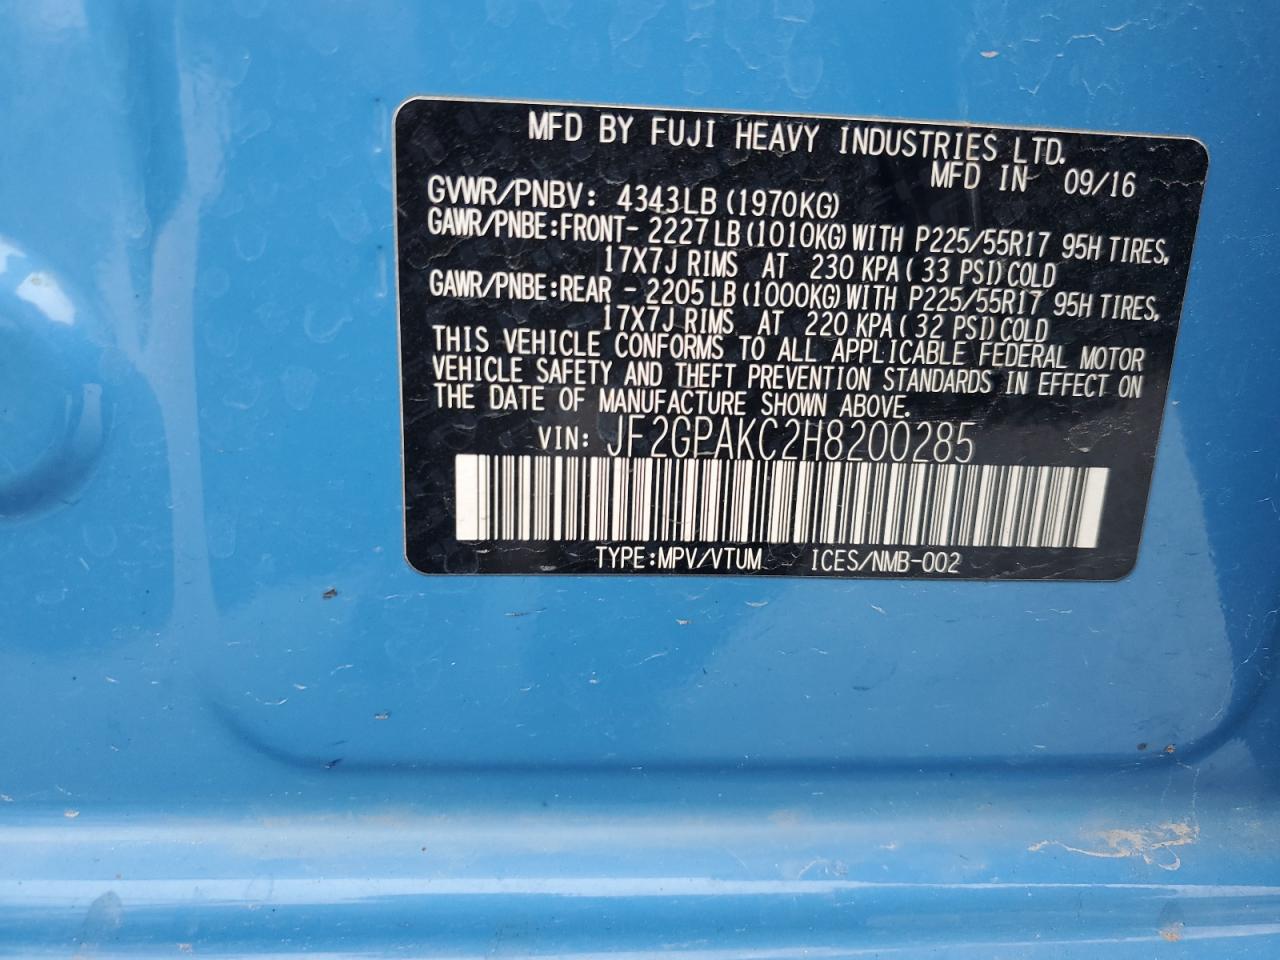 MFD BY FUJI HEAVY INDUSTRIES LTD.
MFD IN 09/16
GVWR/PNBV: 4343LB (1970KG)
GAWR/PNBE:FRONT- 2227LB (1010KG) WITH P225/55R17 95H TIRES,
17X7J RIMS AT 230 KPA ( 33 PSI) COLD
GAWR/PNBE:REAR - 2205LB (1000KG) WITH P225/55R17 95H TIRES,
17X7J RIMS AT 220 KPA ( 32 PSI) COLD
THIS VEHICLE CONFORMS TO ALL APPLICABLE FEDERAL MOTOR
VEHICLE SAFETY AND THEFT PREVENTION STANDARDS IN EFFECT ON
THE DATE OF MANUFACTURE SHOWN ABOVE.
VIN: JF2GPAKC2H8200285
TYPE:MPV/VTUM ICES/NMB-002